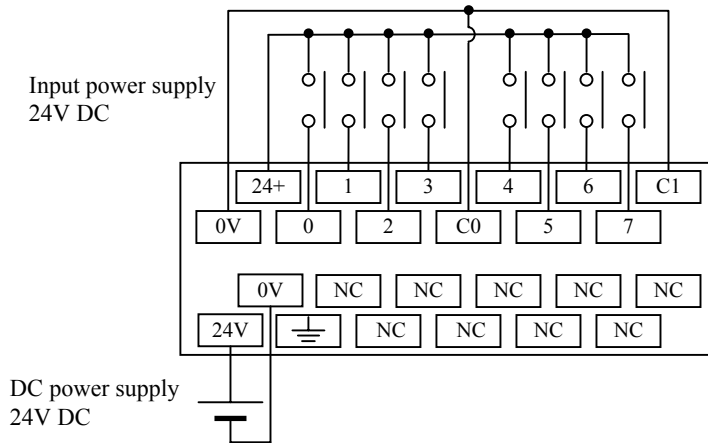 Input power supply
24V DC
24+ 1 3 4 6 C1
0V 0 2 C0 5 7
0V NC NC NC NC NC
24V NC NC NC NC
DC power supply
24V DC